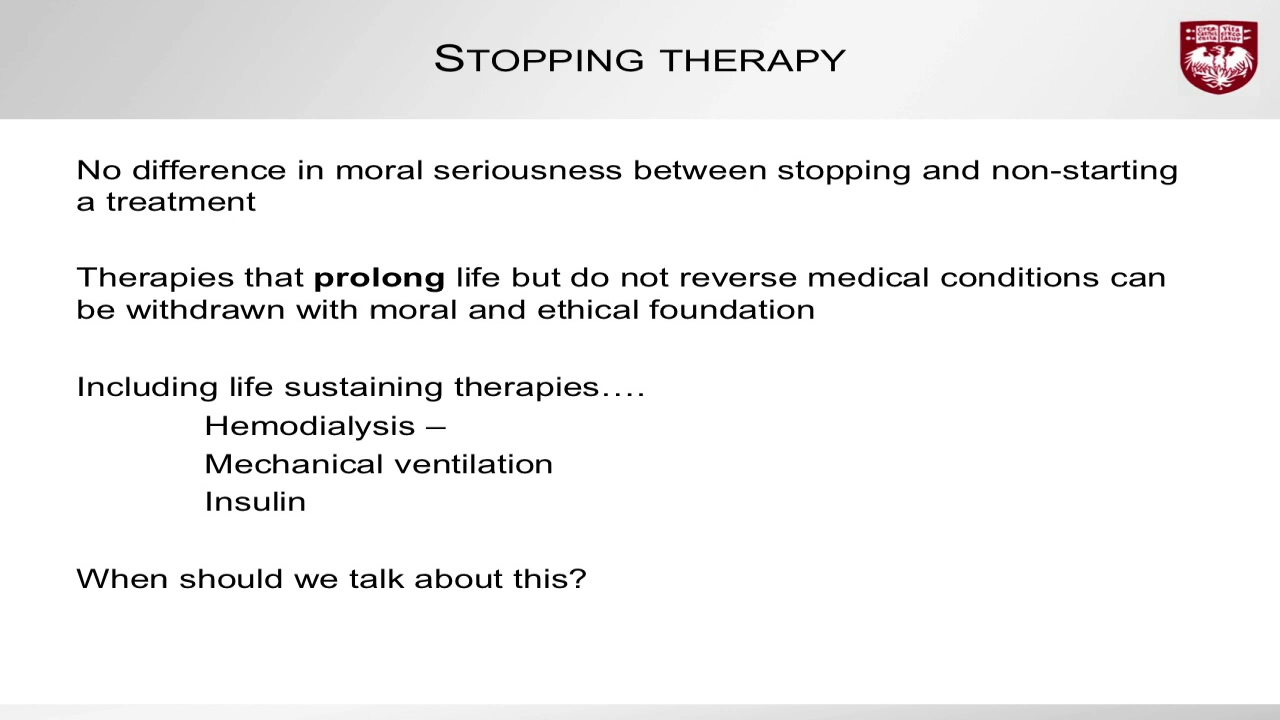 STOPPING THERAPY
No difference in moral seriousness between stopping and non-starting
a treatment
Therapies that prolong life but do not reverse medical conditions can
be withdrawn with moral and ethical foundation
Including life sustaining therapies....
Hemodialysis –
Mechanical ventilation
Insulin
When should we talk about this?